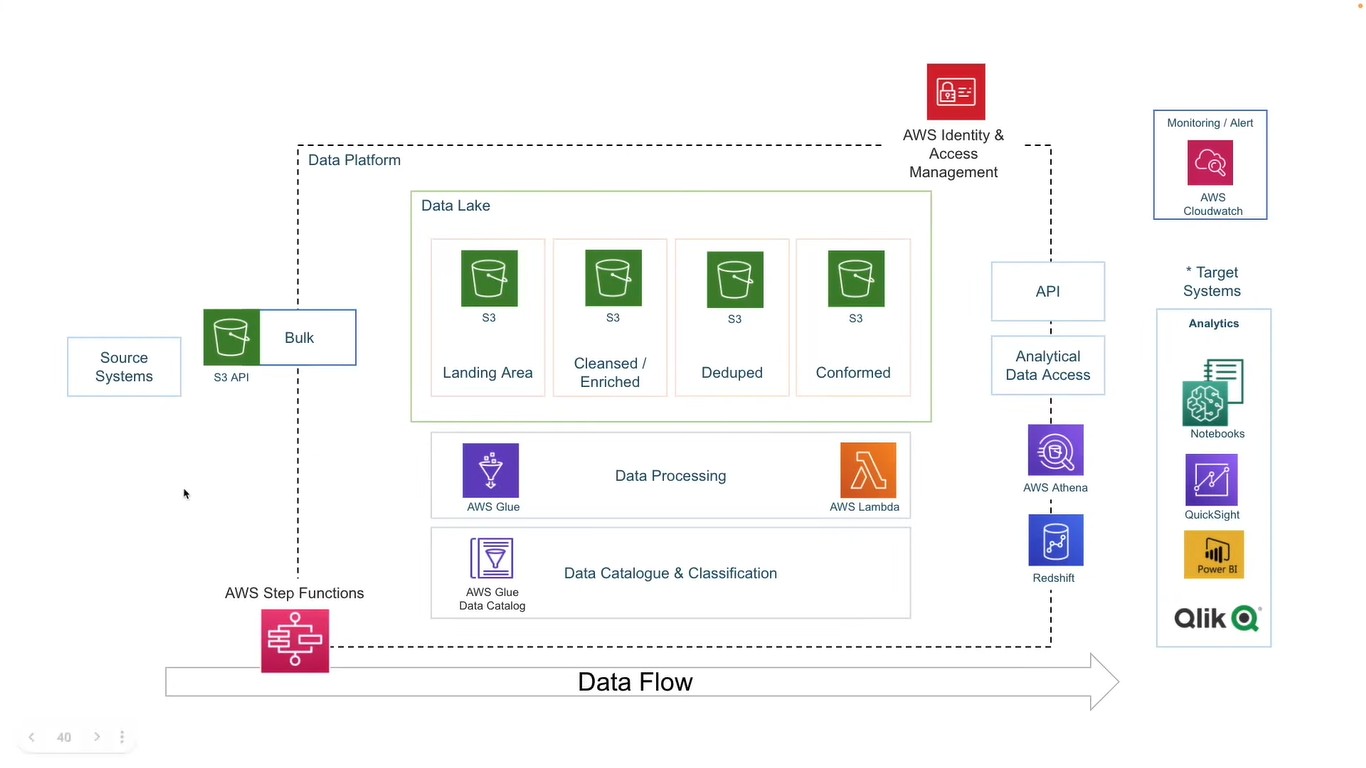 AWS Identity &
Access
Management
Monitoring / Alert
AWS
Cloudwatch
Data Platform
Data Lake
S3
Landing Area
S3
Cleansed /
Enriched
S3
Deduped
S3
Conformed
Source
Systems
Bulk
S3 API
API
Analytical
Data Access
AWS Athena
Redshift
* Target
Systems
Analytics
Notebooks
QuickSight
Power BI
Qlik
Data Processing
AWS Glue
AWS Lambda
Data Catalogue & Classification
AWS Glue
Data Catalog
AWS Step Functions
Data Flow
40